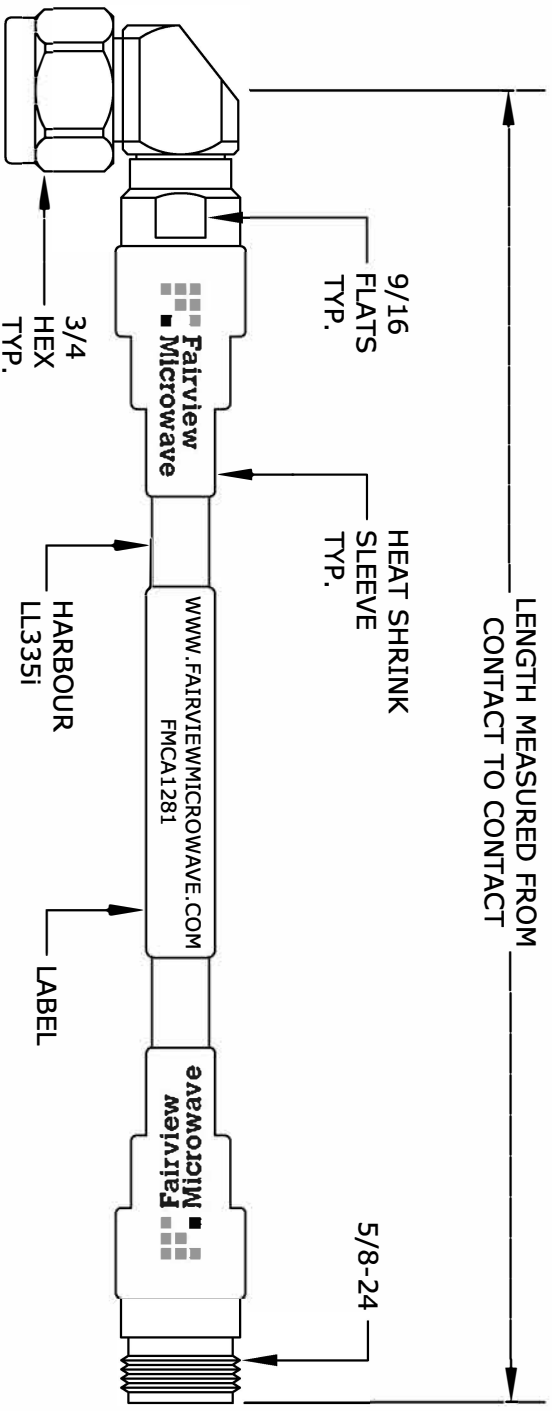 LENGTH MEASURED FROM
CONTACT TO CONTACT
9/16
FLATS
TYP.
HEAT SHRINK
SLEEVE
TYP.
5/8-24
Fairview
Microwave
WWW.FAIRVIEWMICROWAVE.COM
FMCA1281
Fairview
Microwave
3/4
HEX
TYP.
HARBOUR
LL335i
LABEL